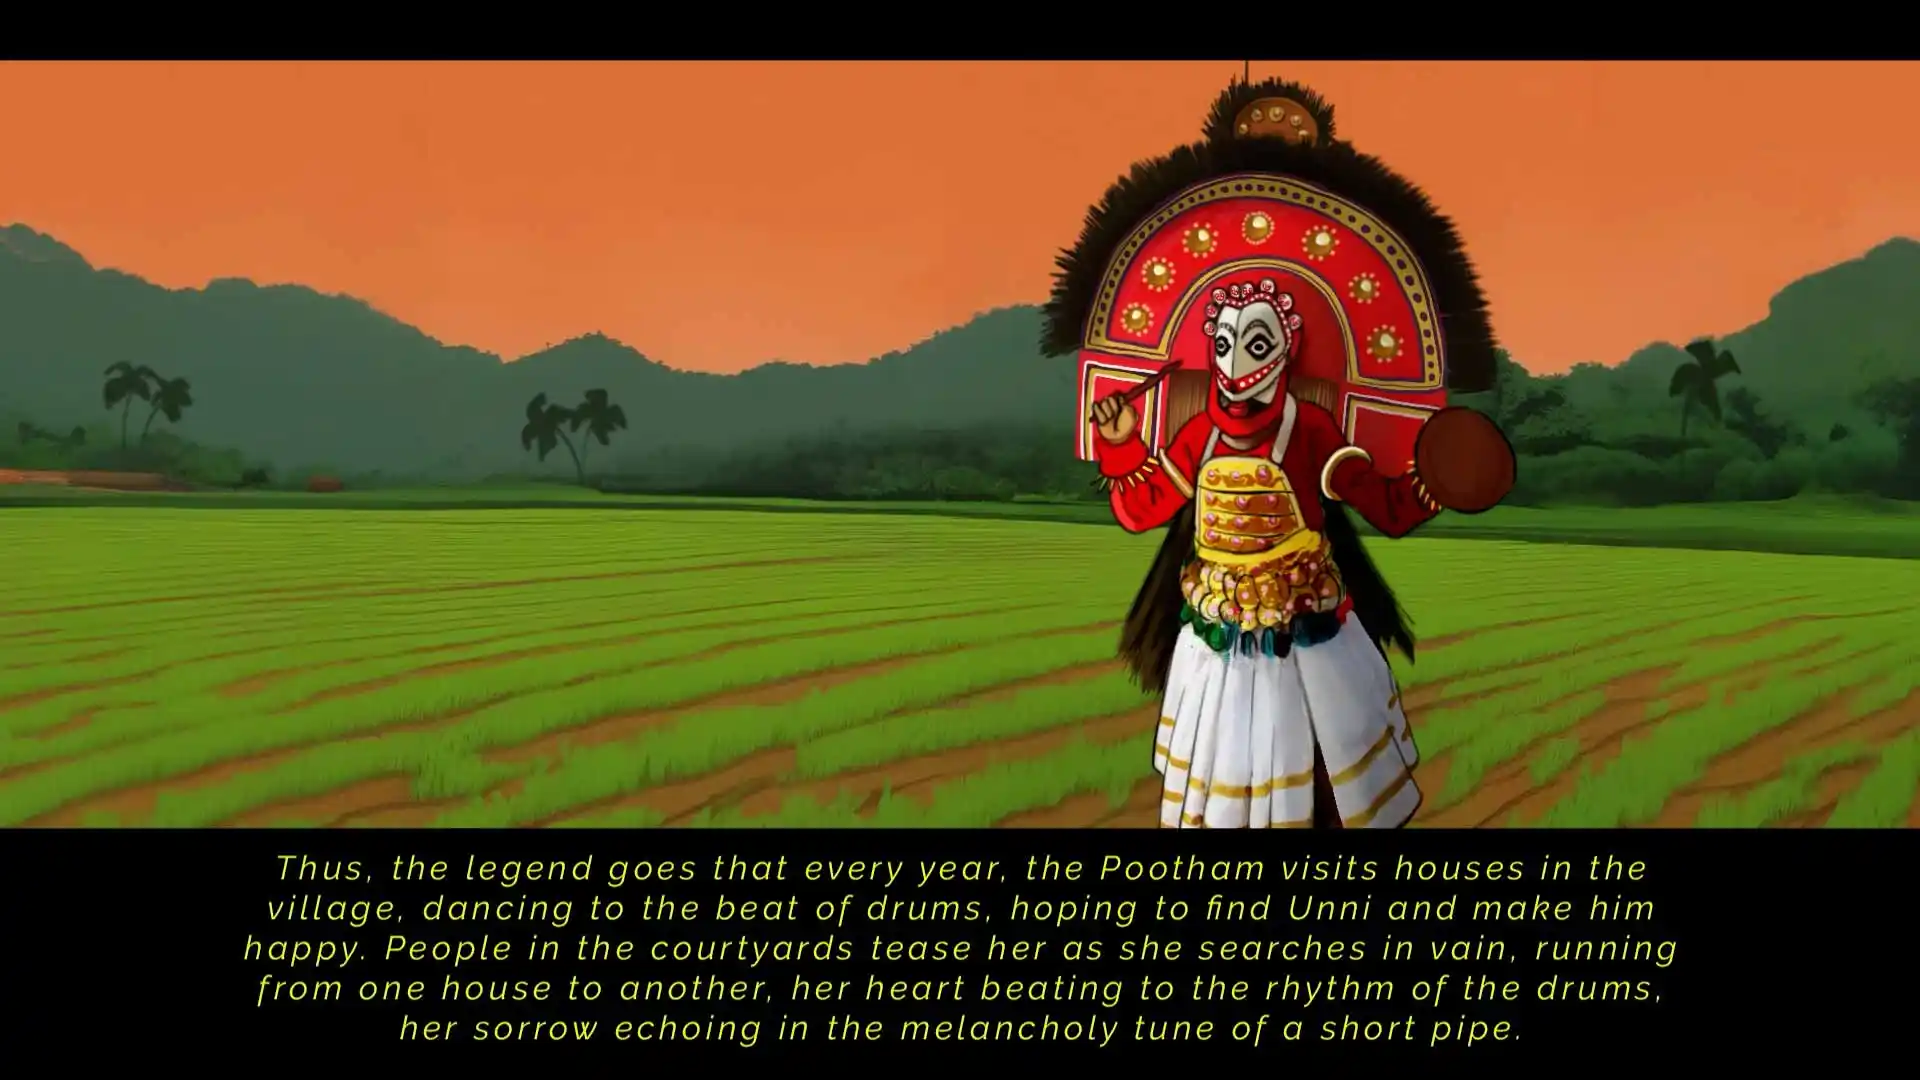 Thus, the legend goes that every year, the Pootham visits houses in the
village, dancing to the beat of drums, hoping to find Unni and make him
happy. People in the courtyards tease her as she searches in vain, running
from one house to another, her heart beating to the rhythm of the drums,
her sorrow echoing in the melancholy tune of a short pipe.